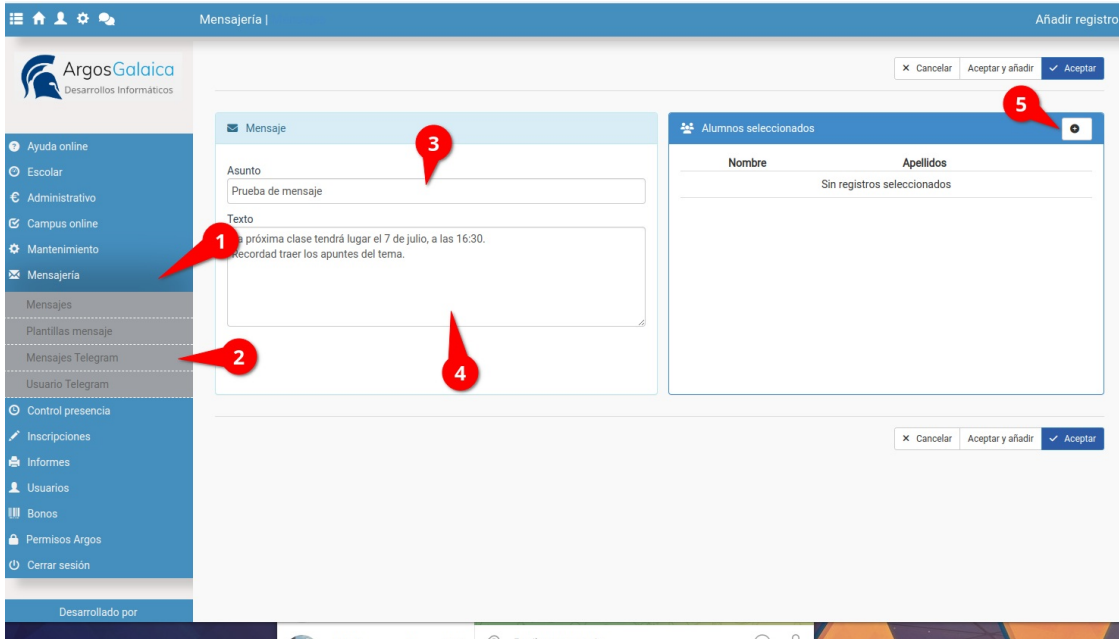 Mensajería |
Añadir registro
ArgosGalaica
Desarrollos Informáticos
Ayuda online
Escolar
Administrativo
Campus online
Mantenimiento
Mensajería
Mensajes
Plantillas mensaje
Mensajes Telegram
Usuario Telegram
Control presencia
Inscripciones
Informes
Usuarios
Bonos
Permisos Argos
Cerrar sesión
Desarrollado por
Cancelar Aceptar y añadir Aceptar
Mensaje
Asunto
Prueba de mensaje
Texto
próxima clase tendrá lugar el 7 de julio, a las 16:30.
Recordad traer los apuntes del tema.
Alumnos seleccionados
Nombre Apellidos
Sin registros seleccionados
Cancelar Aceptar y añadir Aceptar
1
2
3
4
5